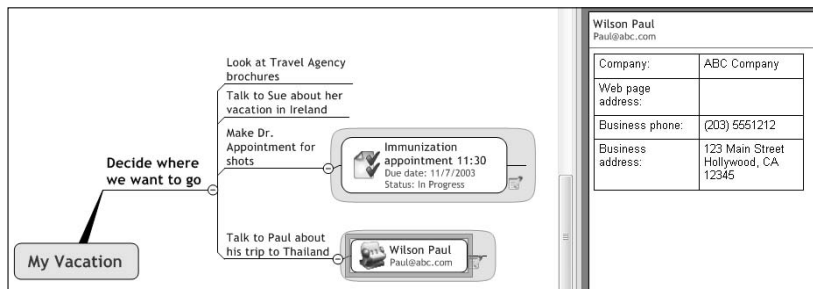 Look at Travel Agency
brochures
Talk to Sue about her
vacation in Ireland
Make Dr.
Appointment for
shots
Immunization
appointment 11:30
Due date: 11/7/2003
Status: In Progress
Decide where
we want to go
Talk to Paul about
his trip to Thailand
Wilson Paul
Paul@abc.com
My Vacation
Wilson Paul
Paul@abc.com
Company: ABC Company
Web page
address:
Business phone: (203) 5551212
Business
address:
123 Main Street
Hollywood, CA
12345